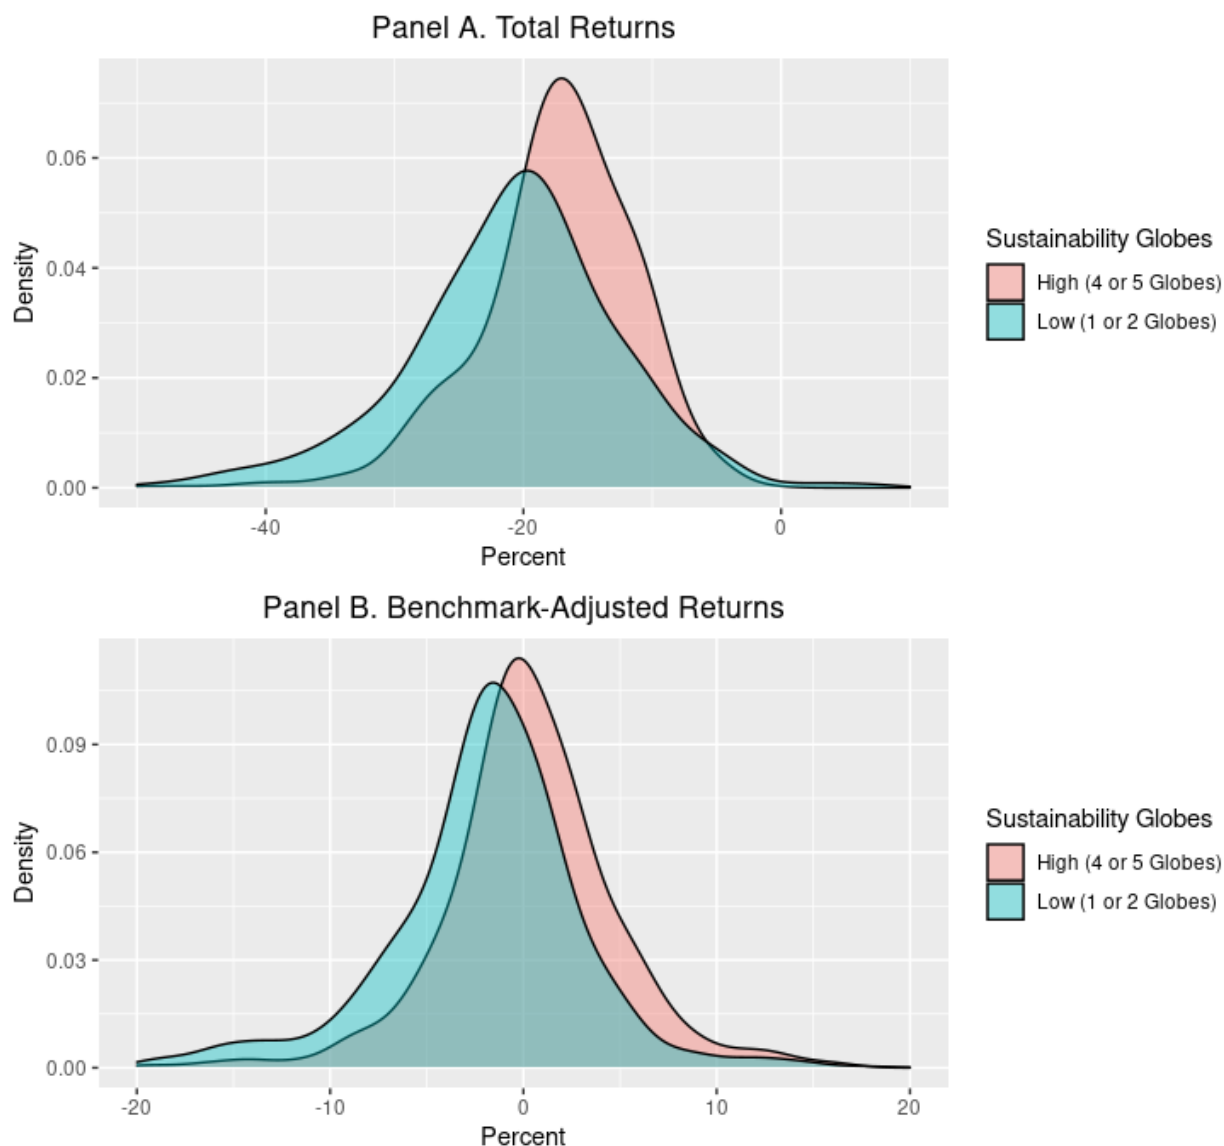 Panel A. Total Returns
0.06
0.04
0.02
0.00
Density
-40
-20
0
Percent
Sustainability Globes
High (4 or 5 Globes)
Low (1 or 2 Globes)
Panel B. Benchmark-Adjusted Returns
0.09
0.06
0.03
0.00
Density
-20
-10
0
10
20
Percent
Sustainability Globes
High (4 or 5 Globes)
Low (1 or 2 Globes)